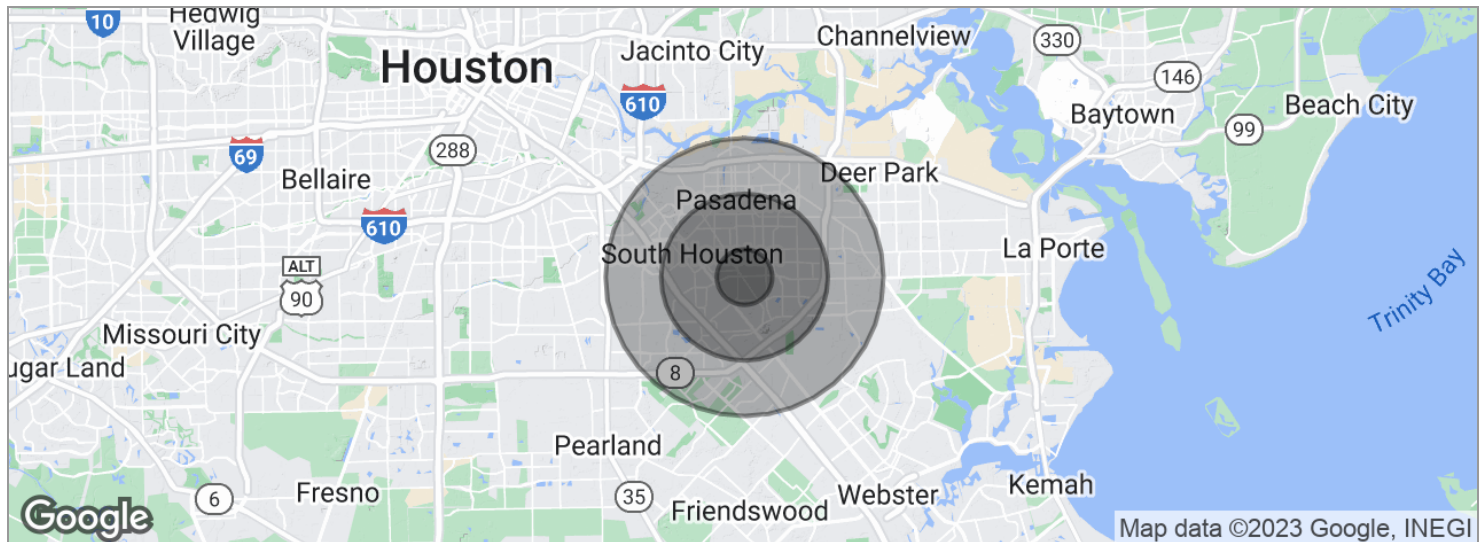 10
Hedwig
Village
Houston
Jacinto City
Channelview
330
146
Baytown
Beach City
99
610
69
288
Bellaire
610
Deer Park
Pasadena
South Houston
La Porte
ALT
90
Missouri City
ugar Land
Trinity Bay
8
Pearland
6
Fresno
35
Friendswood
Webster
Kemah
Google
Map data ©2023 Google, INEGI